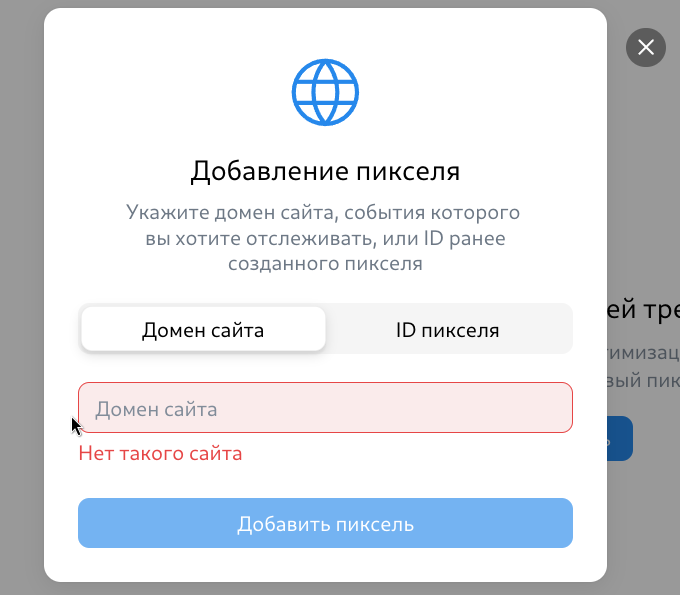 Добавление пикселя
Укажите домен сайта, события которого
вы хотите отслеживать, или ID ранее
созданного пикселя
Домен сайта
ID пикселя
Домен сайта
Нет такого сайта
Добавить пиксель